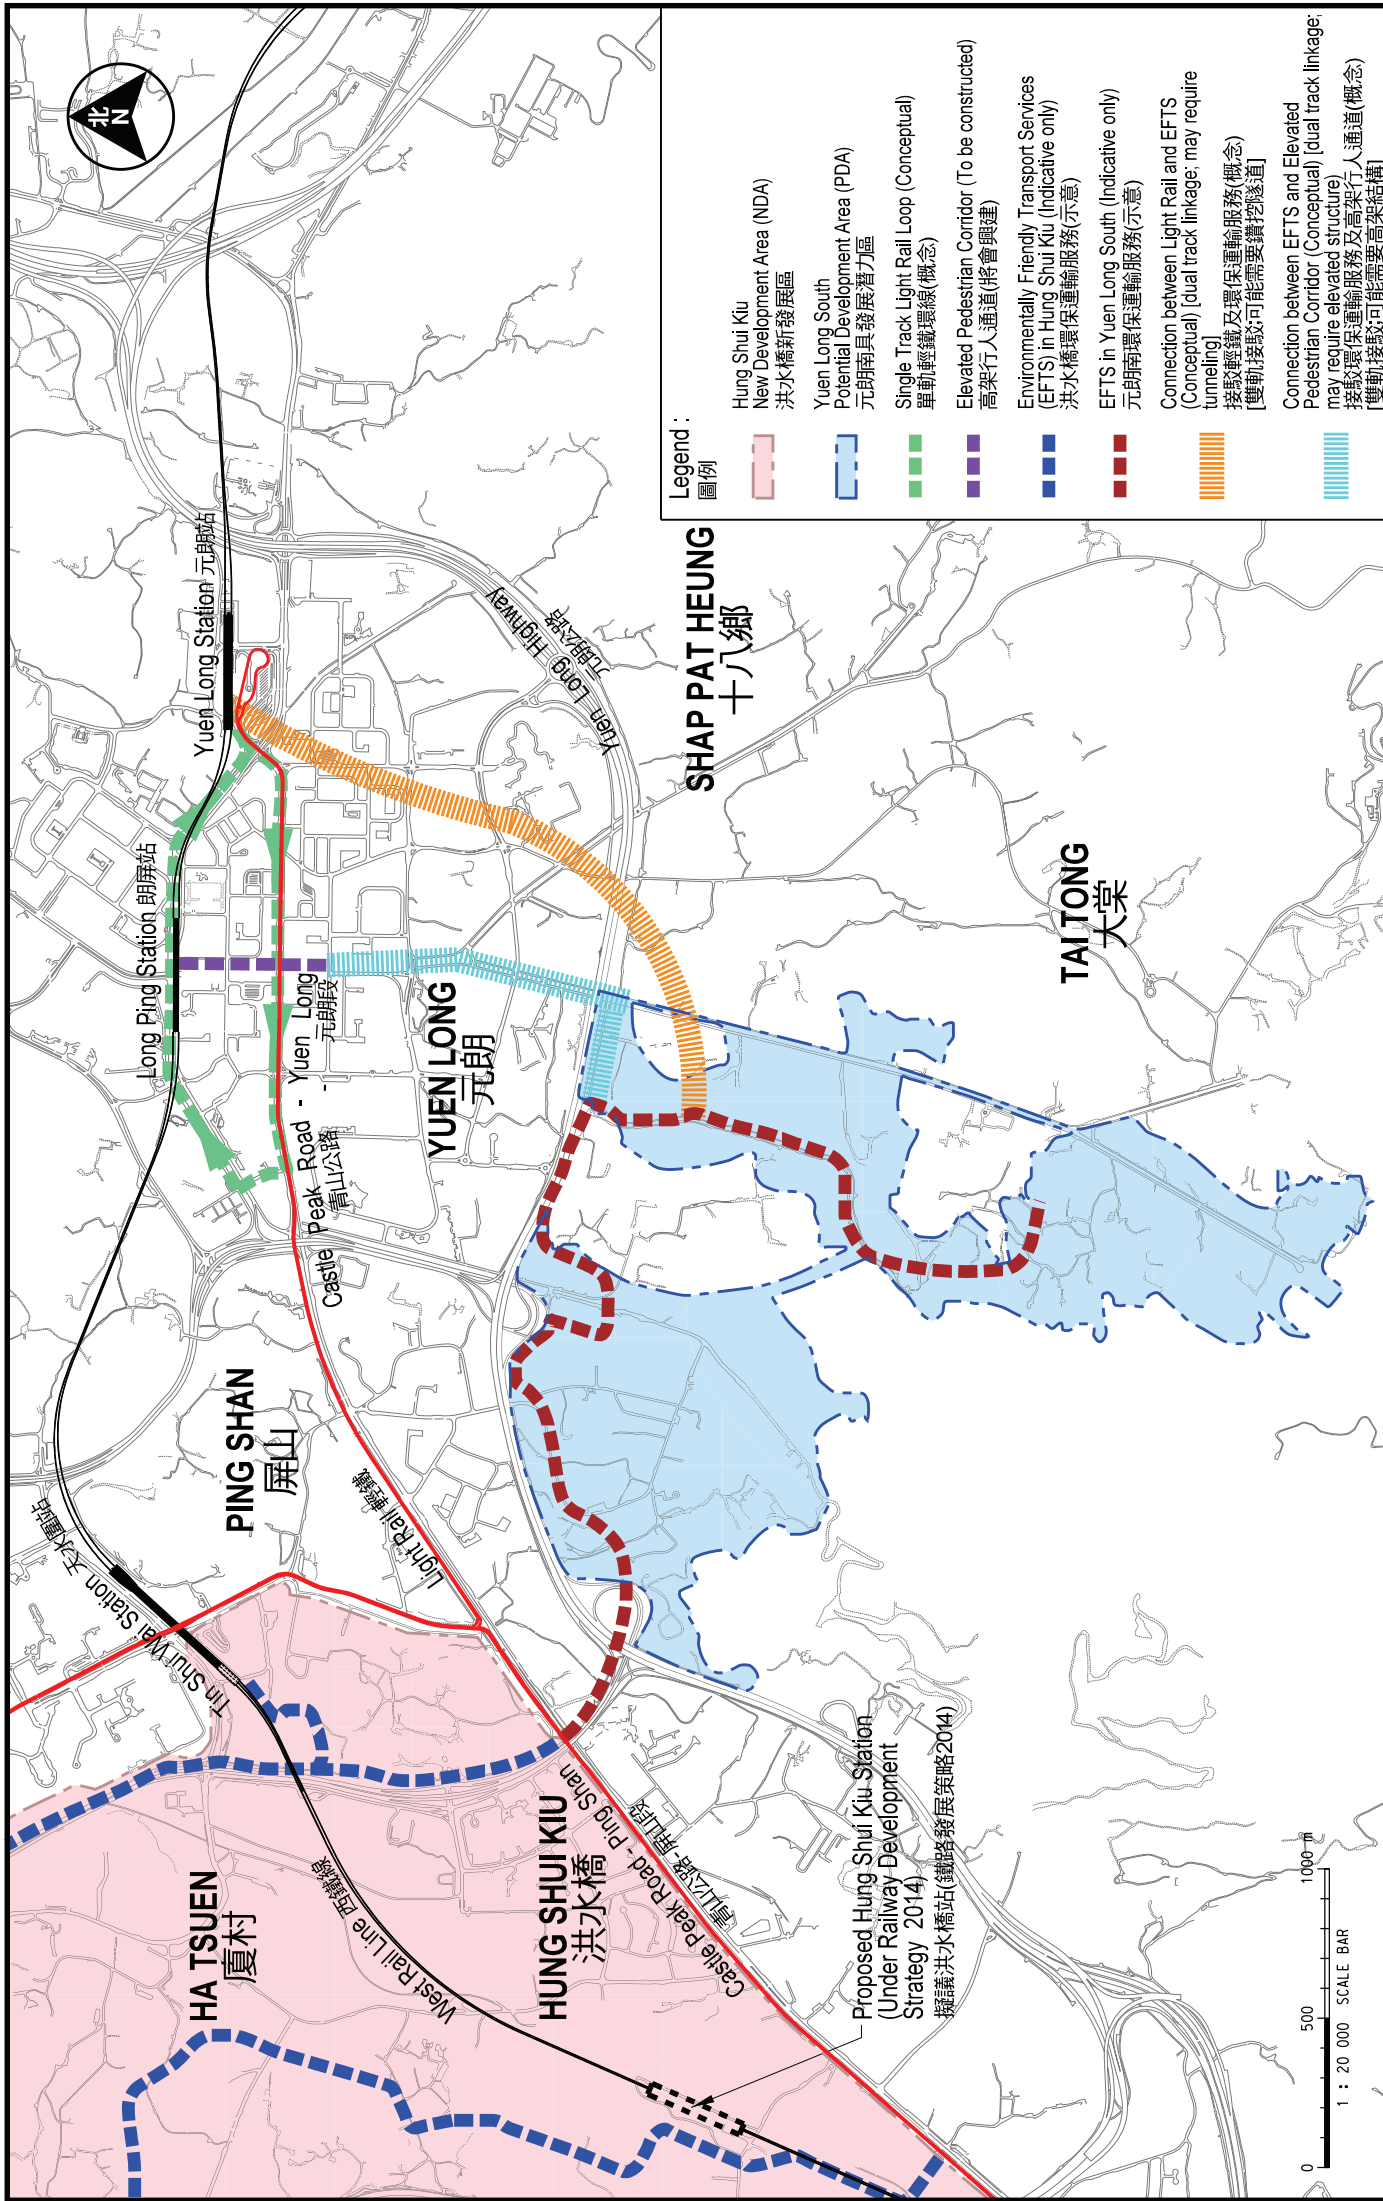 北
N
Yuen Long Station 元朗站
Long Ping Station 朗屏站
Tin Shui Wai Station 天水圍站
PING SHAN
屏山
Light Rail 輕鐵
Castle Peak Road - Yuen Long
青山公路 - 元朗段
YUEN LONG
元朗
Yuen Long Highway
元朗公路
SHAP PAT HEUNG
十八鄉
TAI TONG
大棠
HA TSUEN
廈村
West Rail Line 西鐵線
HUNG SHUI KIU
洪水橋
Castle Peak Road - Ping Shan
青山公路-屏山段
Proposed Hung Shui Kiu Station
(Under Railway Development
Strategy 2014)
擬議洪水橋站(鐵路發展策略2014)
0 500 1000 m
1 : 20 000 SCALE BAR
Legend :
圖例
Hung Shui Kiu
New Development Area (NDA)
洪水橋新發展區
Yuen Long South
Potential Development Area (PDA)
元朗南具發展潛力區
Single Track Light Rail Loop (Conceptual)
單軌輕鐵環線(概念)
Elevated Pedestrian Corridor (To be constructed)
高架行人通道(將會興建)
Environmentally Friendly Transport Services
(EFTS) in Hung Shui Kiu (Indicative only)
洪水橋環保運輸服務(示意)
EFTS in Yuen Long South (Indicative only)
元朗南環保運輸服務(示意)
Connection between Light Rail and EFTS
(Conceptual) [dual track linkage; may require
tunneling]
接駁輕鐵及環保運輸服務(概念)
[雙軌接駁;可能需要鑽挖隧道]
Connection between EFTS and Elevated
Pedestrian Corridor (Conceptual) [dual track linkage;
may require elevated structure)
接駁環保運輸服務及高架行人通道(概念)
[雙軌接駁;可能需要高架結構]